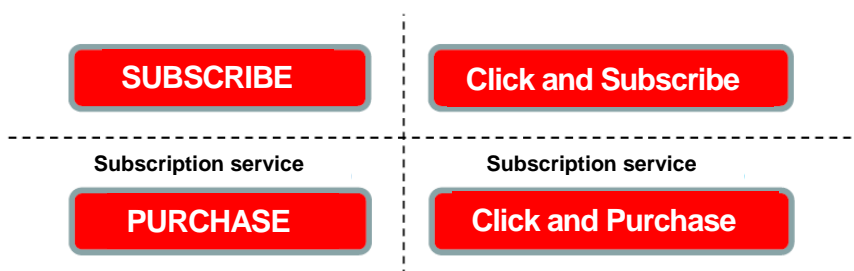 SUBSCRIBE
Click and Subscribe
Subscription service
Subscription service
PURCHASE
Click and Purchase